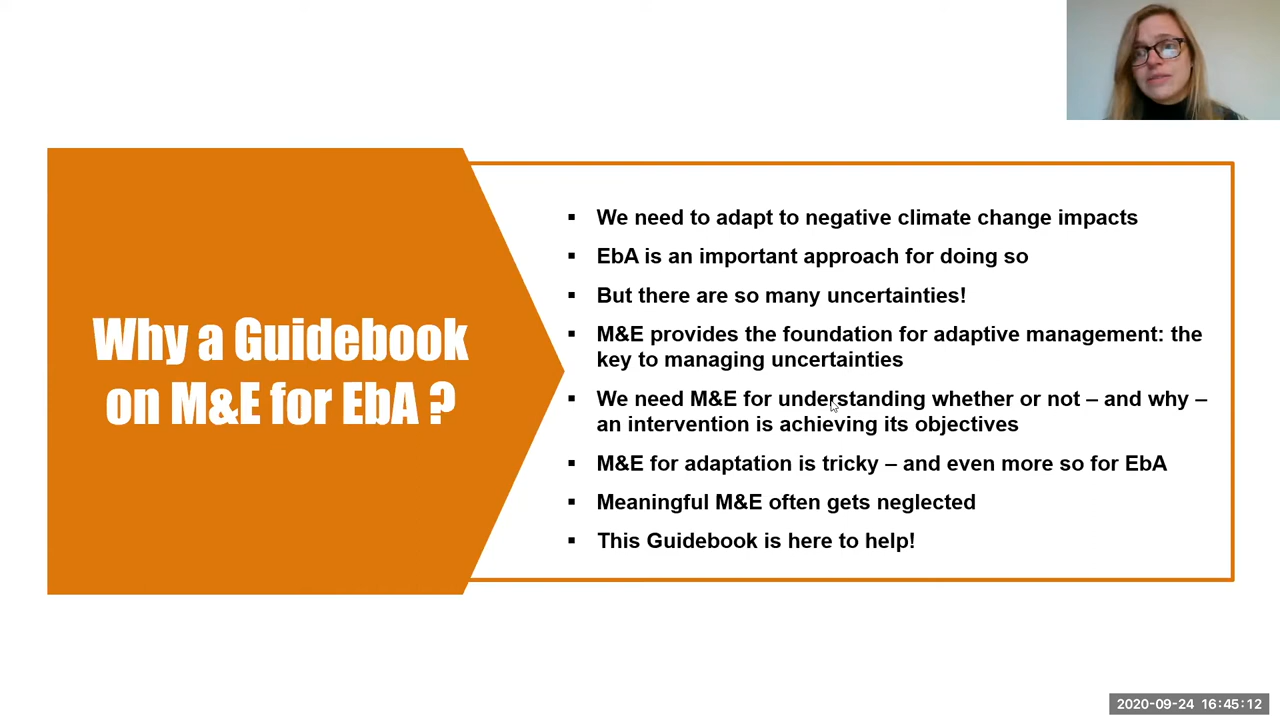 Why a Guidebook
on M&E for EbA ?
▪ We need to adapt to negative climate change impacts
▪ EbA is an important approach for doing so
▪ But there are so many uncertainties!
▪ M&E provides the foundation for adaptive management: the
key to managing uncertainties
▪ We need M&E for understanding whether or not – and why –
an intervention is achieving its objectives
▪ M&E for adaptation is tricky – and even more so for EbA
▪ Meaningful M&E often gets neglected
▪ This Guidebook is here to help!
2020-09-24 16:45:12